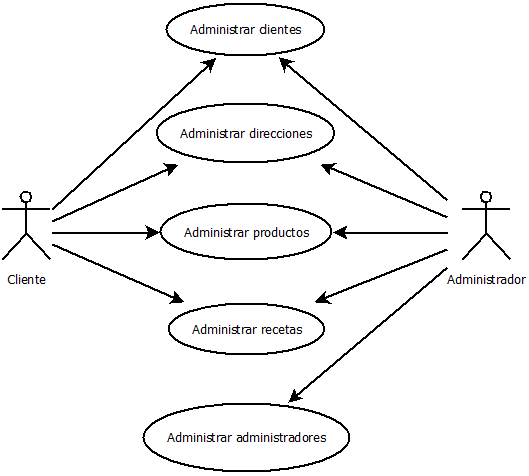 Administrar clientes
Administrar direcciones
Administrar productos
Cliente
Administrador
Administrar recetas
Administrar administradores